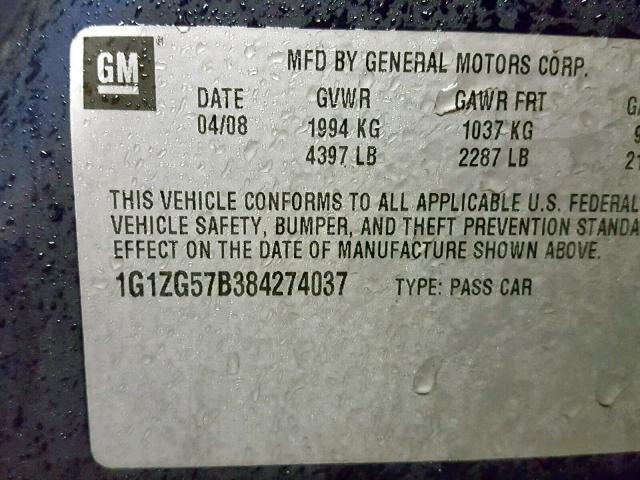 GM
MFD BY GENERAL MOTORS CORP.
DATE GVWR GAWR FRT
04/08 1994 KG 1037 KG
4397 LB 2287 LB
THIS VEHICLE CONFORMS TO ALL APPLICABLE U.S. FEDERAL
VEHICLE SAFETY, BUMPER, AND THEFT PREVENTION STANDA
EFFECT ON THE DATE OF MANUFACTURE SHOWN ABOVE.
1G1ZG57B384274037 TYPE: PASS CAR